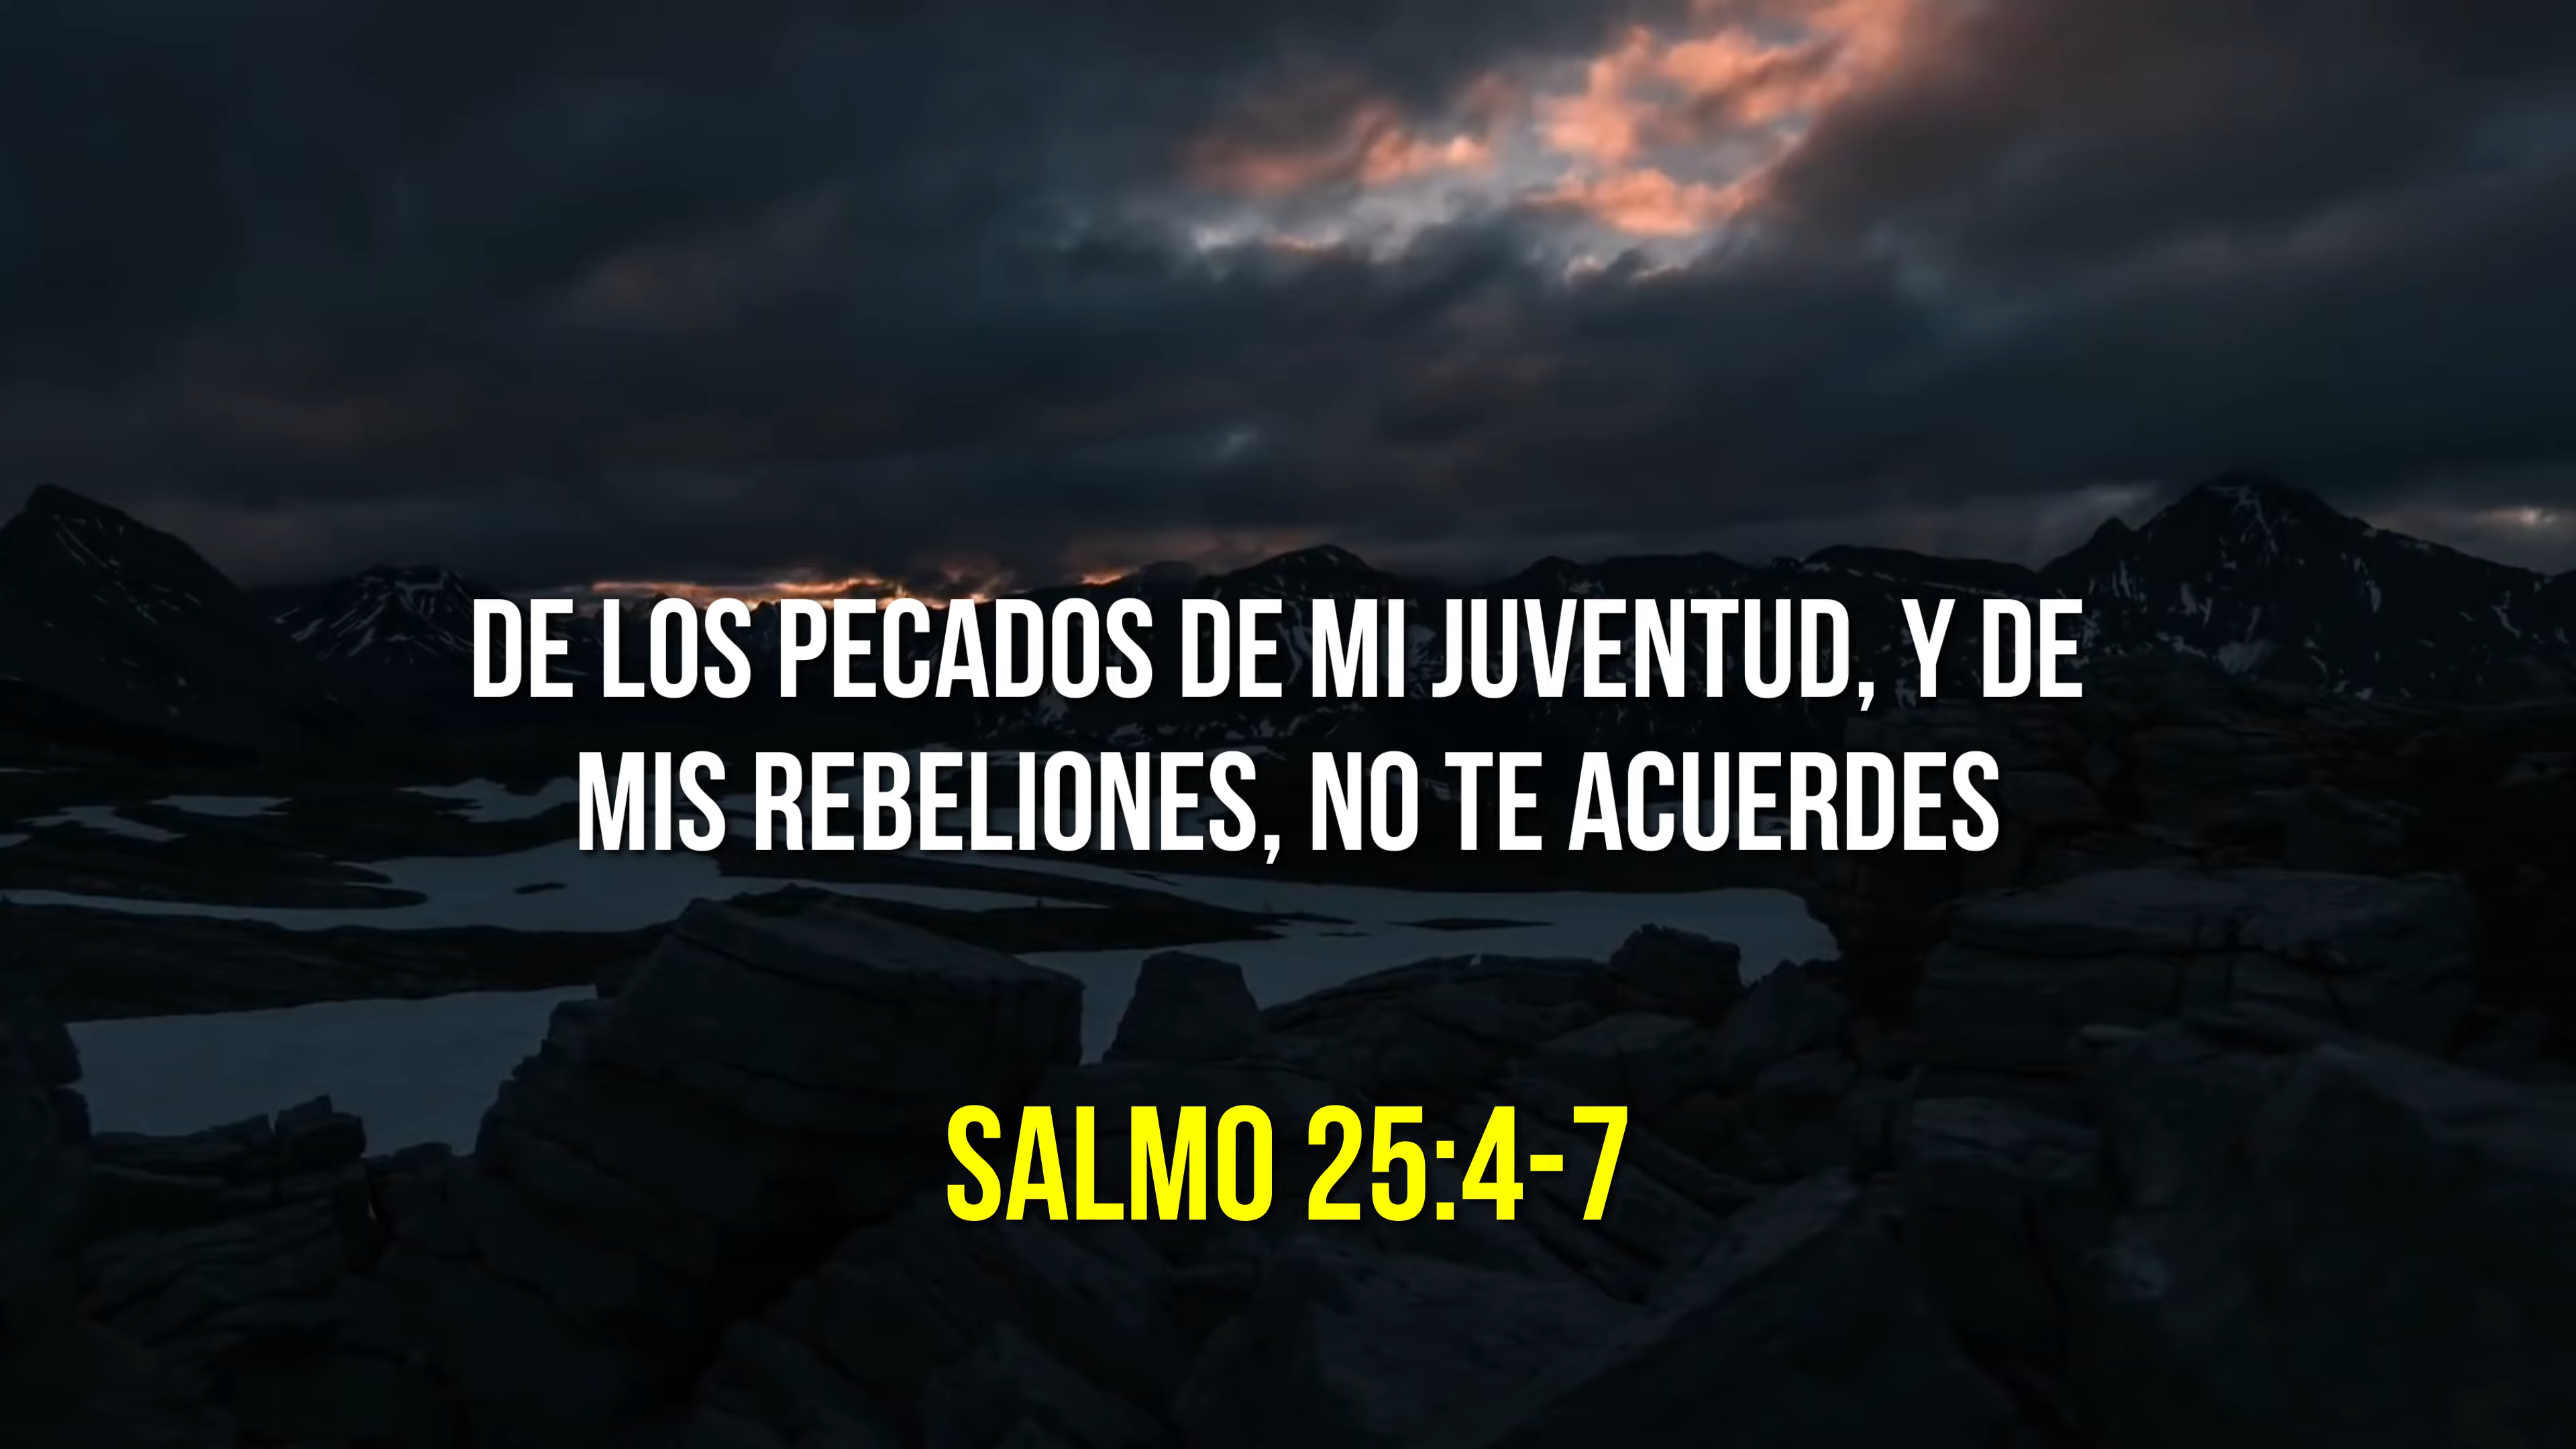 DE LOS PECADOS DE MI JUVENTUD, Y DE
MIS REBELIONES, NO TE ACUERDES
SALMO 25:4-7